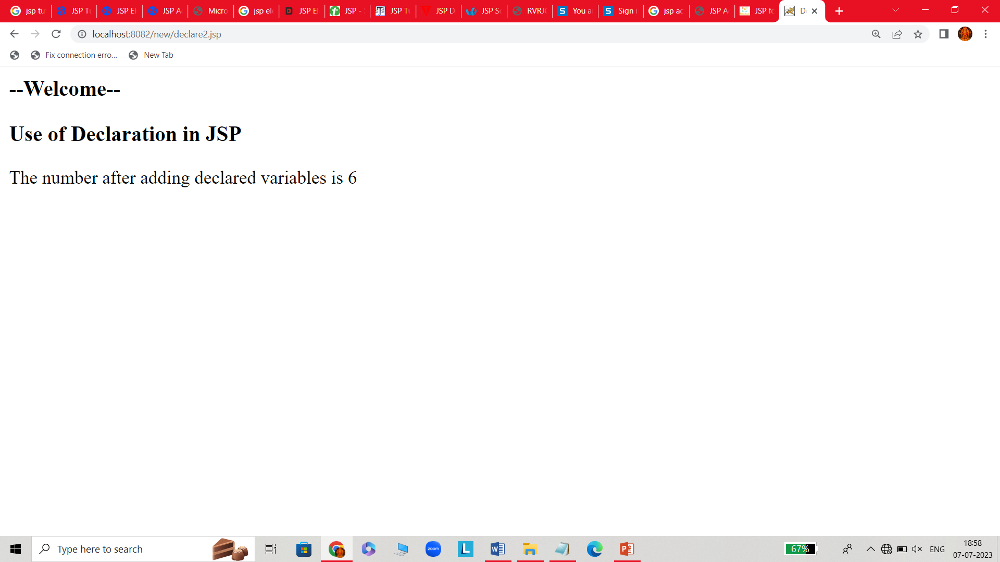 jsp tu JSP Tu JSP El JSP A Micro jsp ele JSP El JSP - JSP Tu JSP D JSP Sc RVRJC You a Sign i jsp ac JSP A JSP fo D
localhost:8082/new/declare2.jsp
Fix connection erro... New Tab
--Welcome--
Use of Declaration in JSP
The number after adding declared variables is 6
Type here to search
zoom
67%
ENG
18:58
07-07-2023